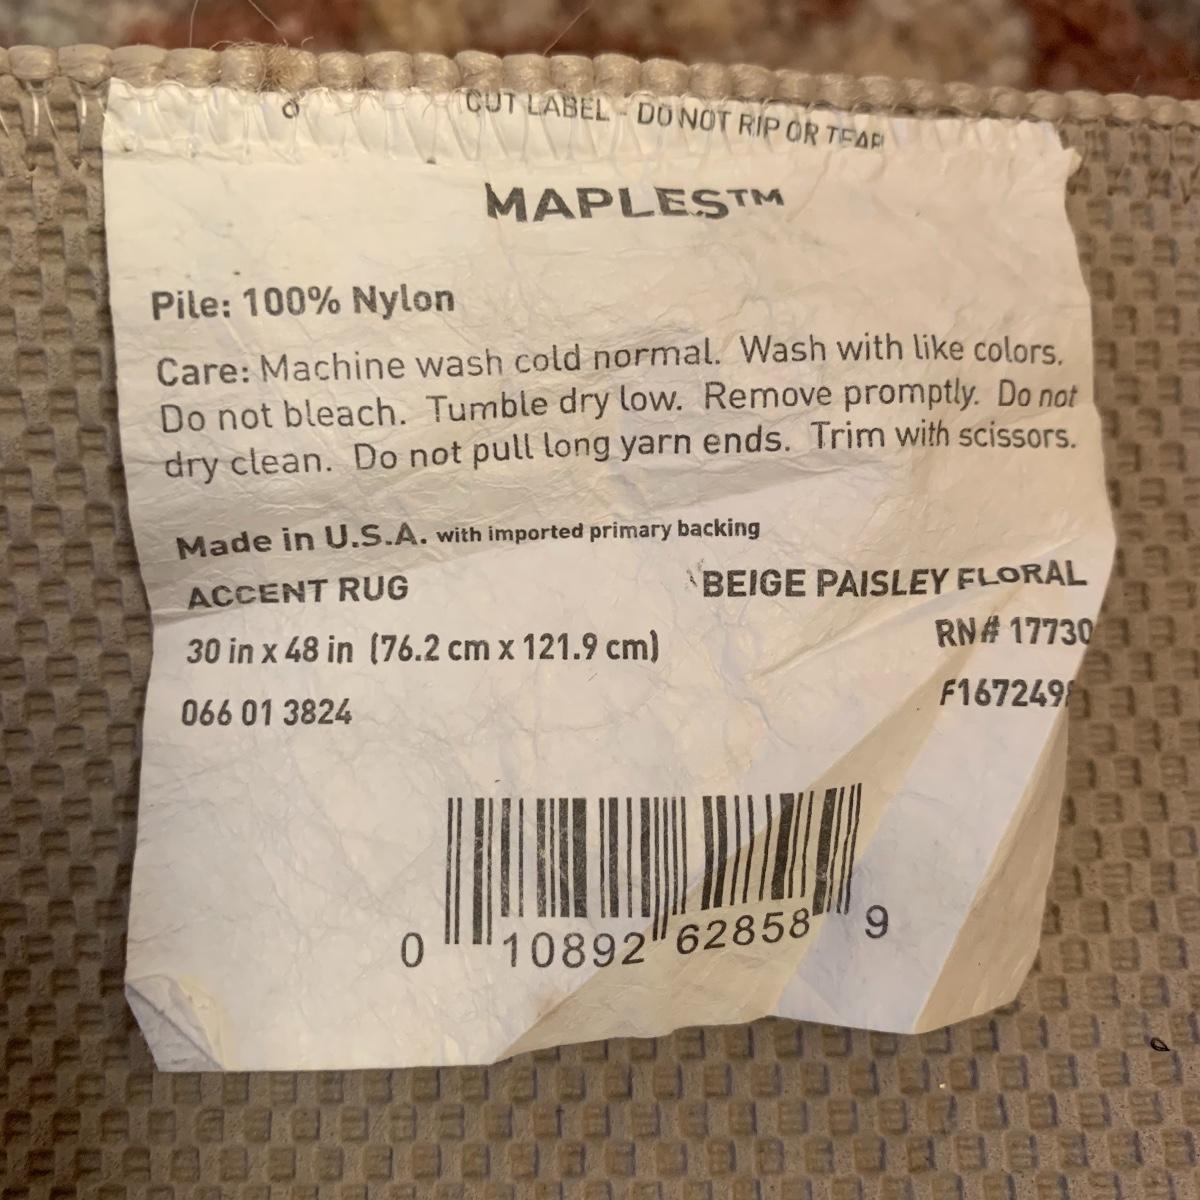 CUT LABEL - DO NOT RIP OR TEAR
MAPLES™
Pile: 100% Nylon
Care: Machine wash cold normal. Wash with like colors.
Do not bleach. Tumble dry low. Remove promptly. Do not
dry clean. Do not pull long yarn ends. Trim with scissors.
Made in U.S.A. with imported primary backing
ACCENT RUG BEIGE PAISLEY FLORAL
30 in x 48 in (76.2 cm x 121.9 cm) RN# 17730
066 01 3824
0 10892 62858 9